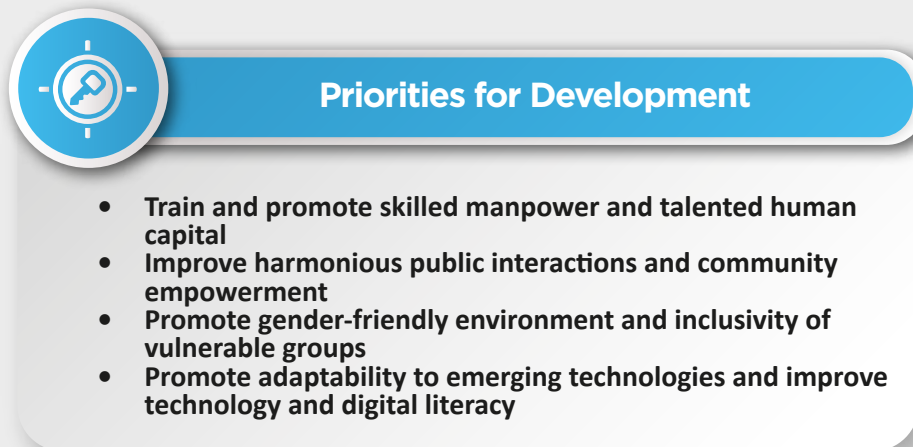 Priorities for Development
• Train and promote skilled manpower and talented human
capital
• Improve harmonious public interactions and community
empowerment
• Promote gender-friendly environment and inclusivity of
vulnerable groups
• Promote adaptability to emerging technologies and improve
technology and digital literacy